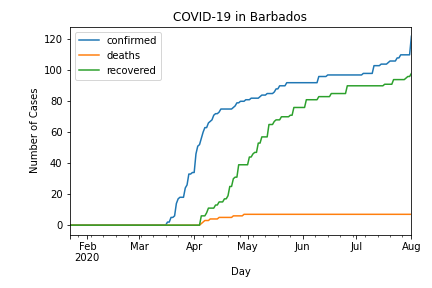 COVID-19 in Barbados
confirmed
deaths
recovered
Number of Cases
120
100
80
60
40
20
0
Feb
2020
Mar
Apr
May
Jun
Jul
Aug
Day